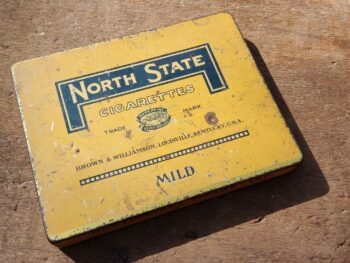 NORTH STATE
CIGARETTES
TRADE MARK
BROWN & WILLIAMSON, LOUISVILLE, KENTUCKY, U.S.A.
MILD